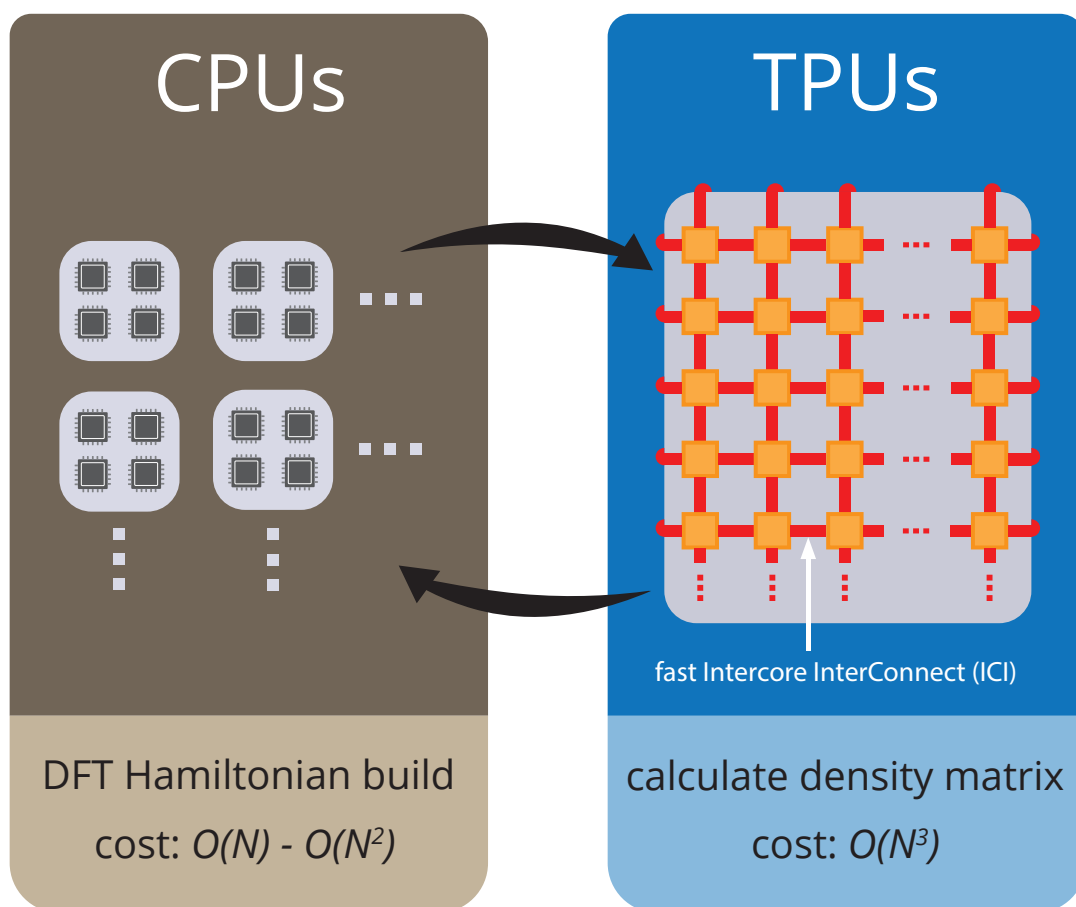 CPUs
DFT Hamiltonian build
cost: O(N) - O(N²)
TPUs
fast Intercore InterConnect (ICI)
calculate density matrix
cost: O(N³)